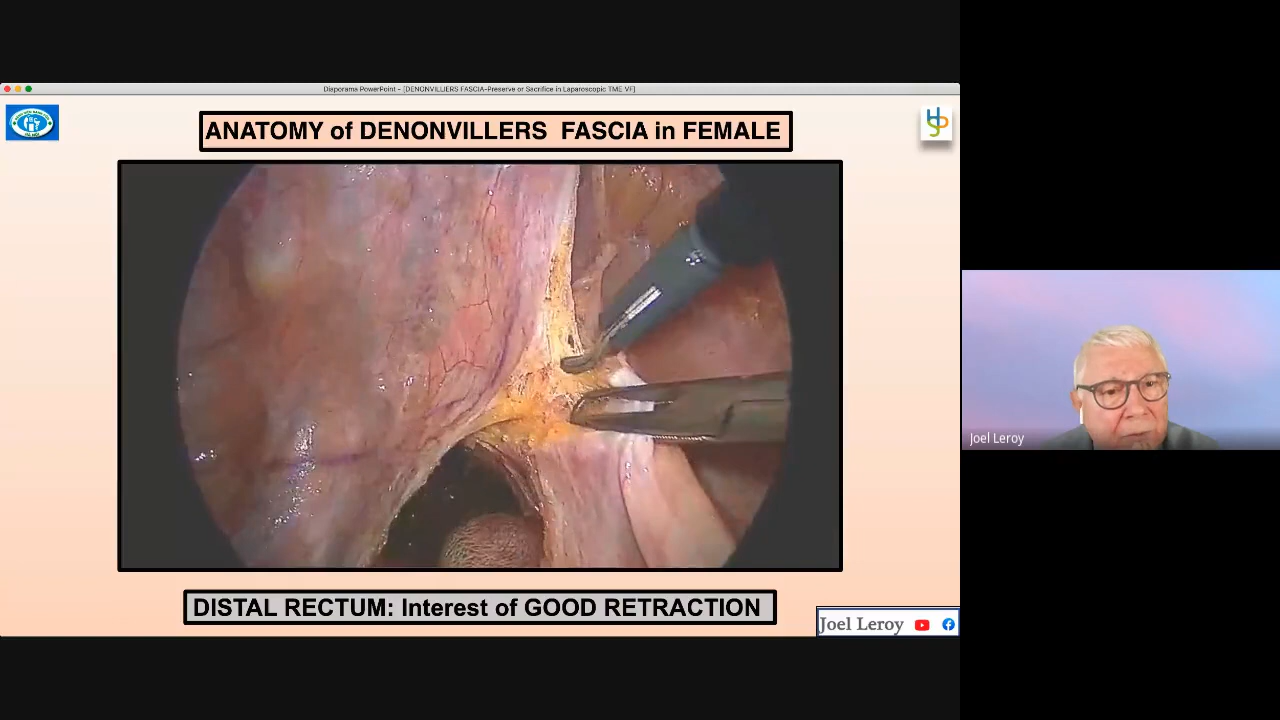 Diaporama PowerPoint - [DENONVILLIERS FASCIA-Preserve or Sacrifice in Laparoscopic TME VF]
ANATOMY of DENONVILLERS FASCIA in FEMALE
DISTAL RECTUM: Interest of GOOD RETRACTION
Joel Leroy
Joel Leroy